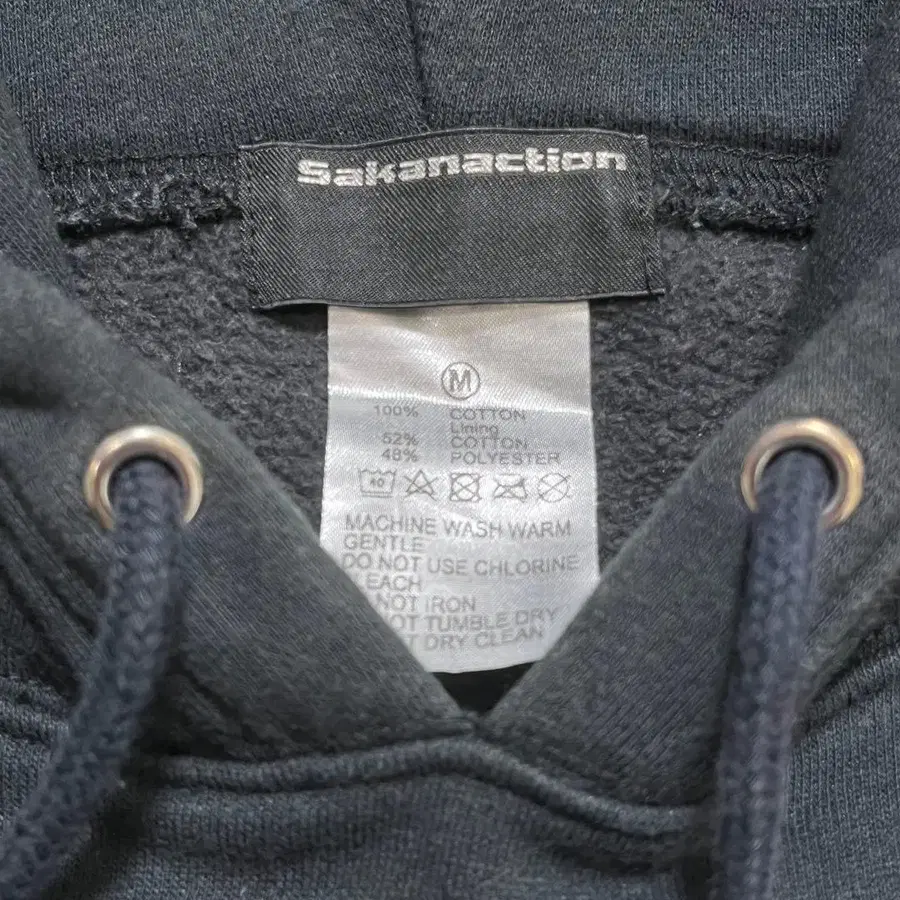 Sakanaction
M
100% COTTON
Lining
52% COTTON
48% POLYESTER
40
MACHINE WASH WARM
GENTLE
DO NOT USE CHLORINE
LEACH
NOT IRON
OT TUMBLE DRY
T DRY CLEAN